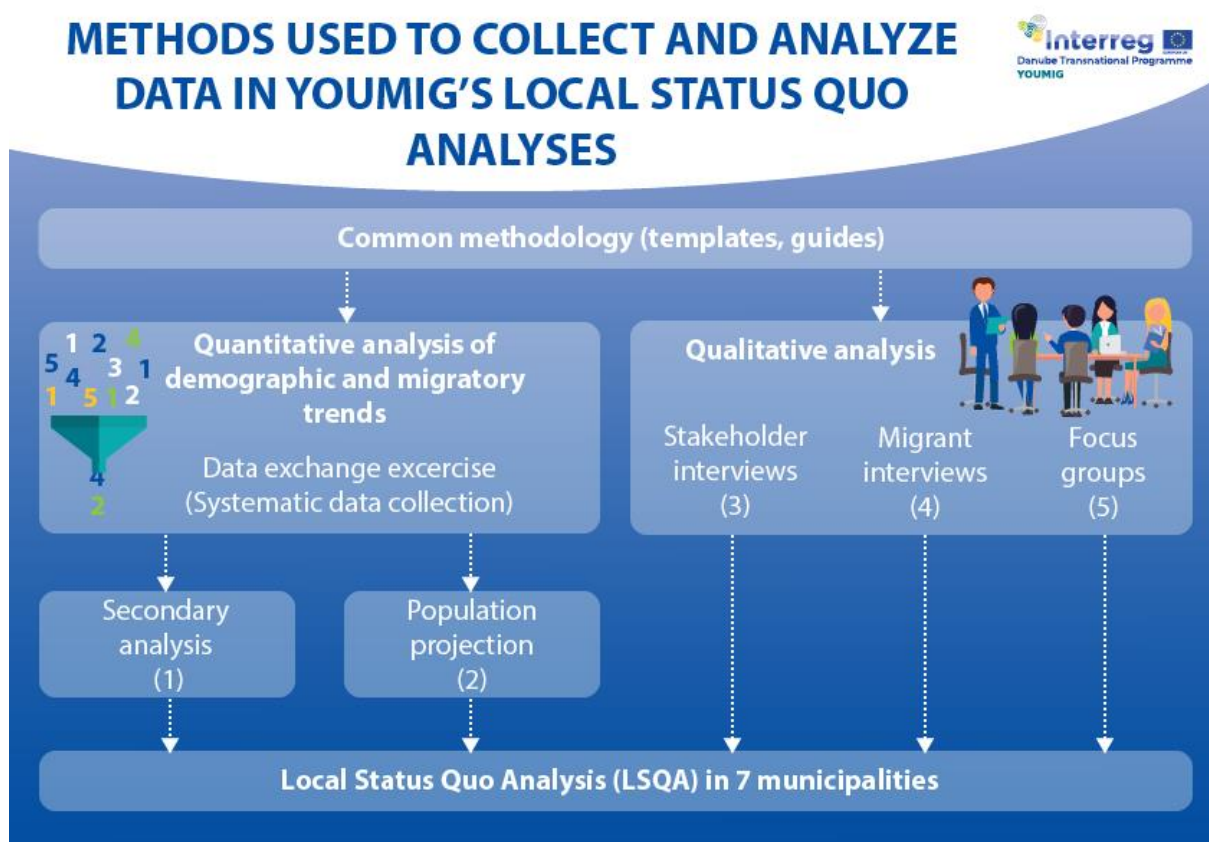 METHODS USED TO COLLECT AND ANALYZE
DATA IN YOUMIG'S LOCAL STATUS QUO
ANALYSES
Interreg
EUROPEAN UNION
Danube Transnational Programme
YOUMIG
Common methodology (templates, guides)
1 2 4
5 4 3 1
1 5 1 2
4
2
Quantitative analysis of
demographic and migratory
trends
Data exchange excercise
(Systematic data collection)
Qualitative analysis
Stakeholder
interviews
(3)
Migrant
interviews
(4)
Focus
groups
(5)
Secondary
analysis
(1)
Population
projection
(2)
Local Status Quo Analysis (LSQA) in 7 municipalities